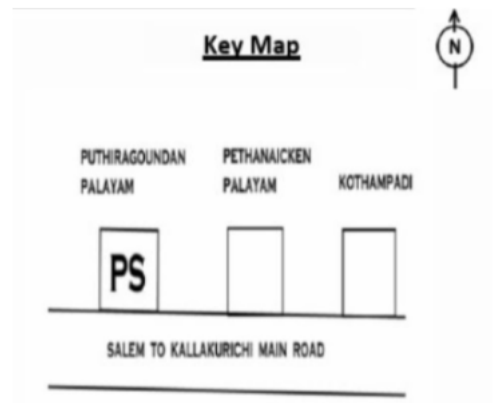 Key Map
N
PUTHIRAGOUNDAN
PALAYAM
PETHANAICKEN
PALAYAM
KOTHAMPADI
PS
SALEM TO KALLAKURICHI MAIN ROAD